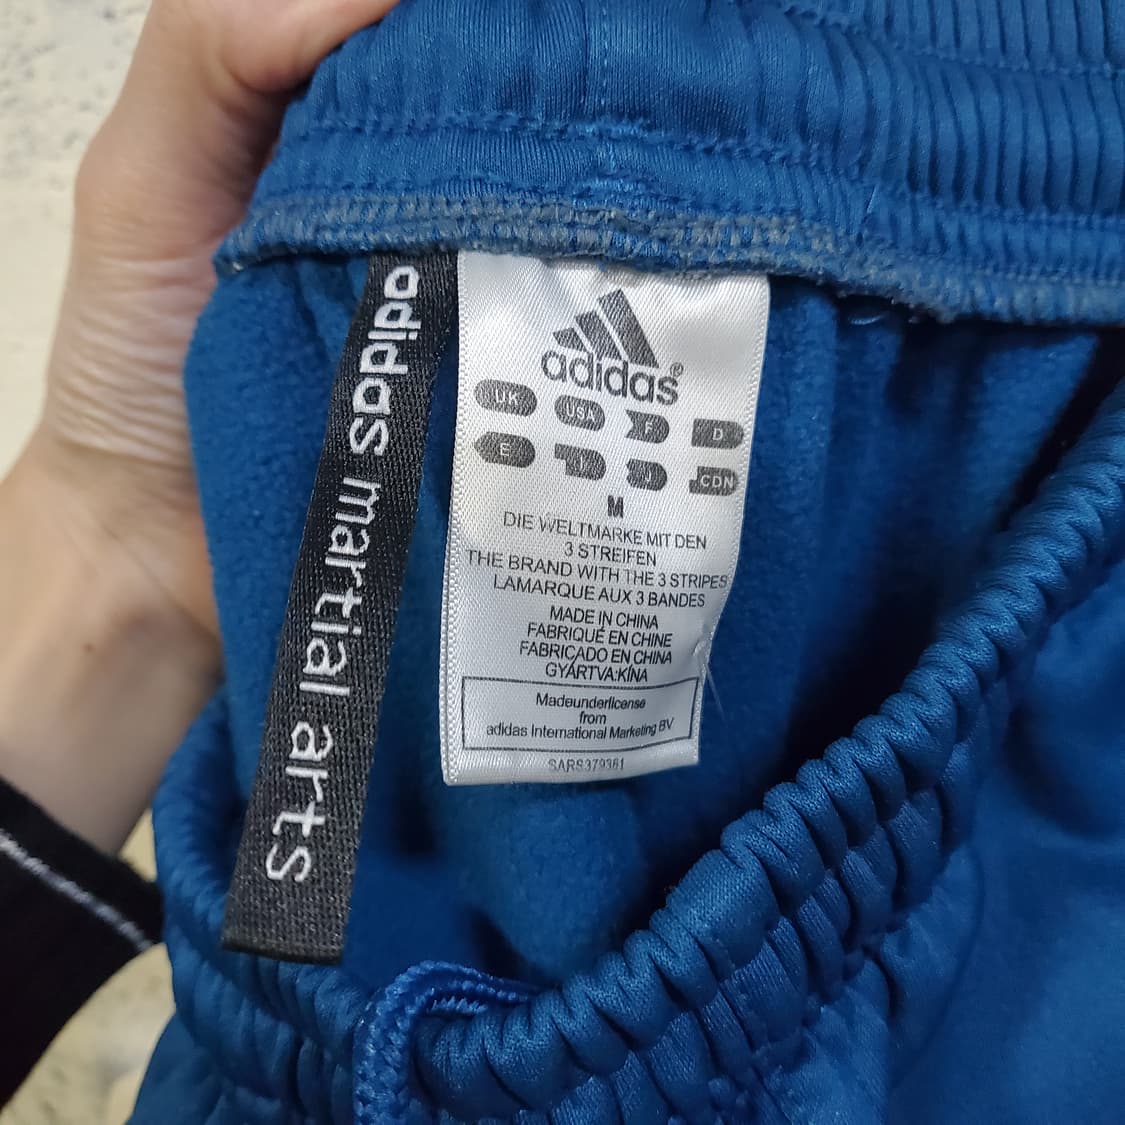 adidas martial arts
adidas®
UK USA F D
E I J CDN
M
DIE WELTMARKE MIT DEN
3 STREIFEN
THE BRAND WITH THE 3 STRIPES
LAMARQUE AUX 3 BANDES
MADE IN CHINA
FABRIQUÉ EN CHINE
FABRICADO EN CHINA
GYÁRTVA:KÍNA
Madeunderlicense
from
adidas International Marketing BV
SARS379361